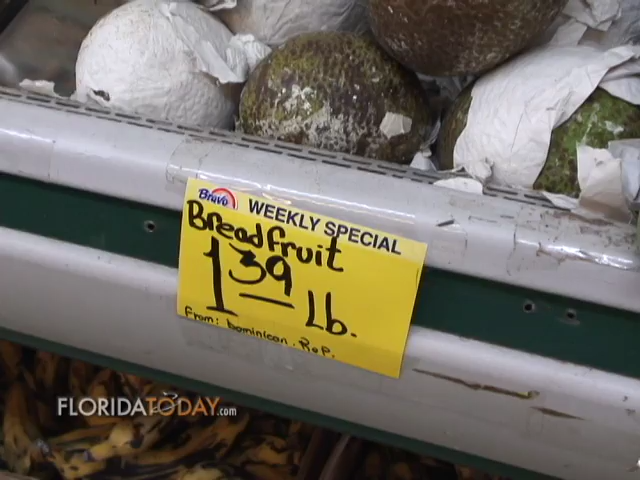 Bravo WEEKLY SPECIAL
Breadfruit
1 39 Lb.
From: Dominican. Rep.
FLORIDATODAY.com